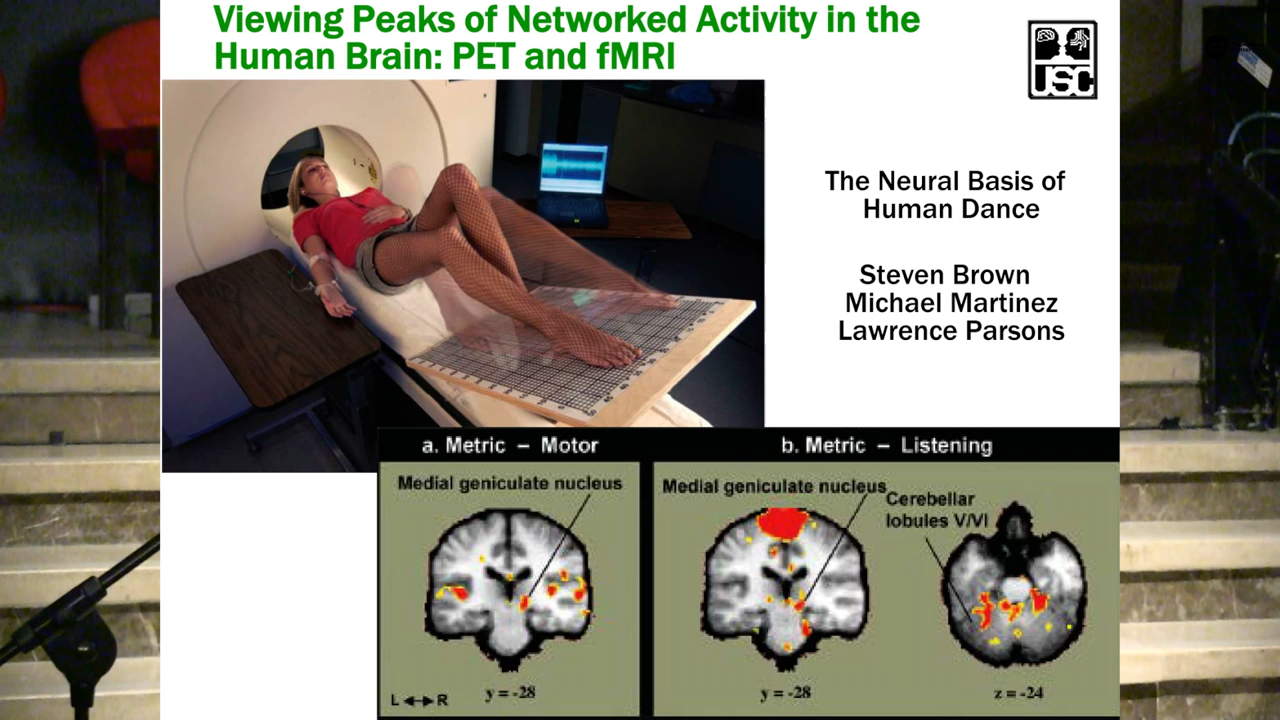 Viewing Peaks of Networked Activity in the
Human Brain: PET and fMRI
USC
The Neural Basis of
Human Dance
Steven Brown
Michael Martinez
Lawrence Parsons
a. Metric – Motor
b. Metric – Listening
Medial geniculate nucleus
Medial geniculate nucleus
Cerebellar
lobules V/VI
L R
y = -28
y = -28
z = -24